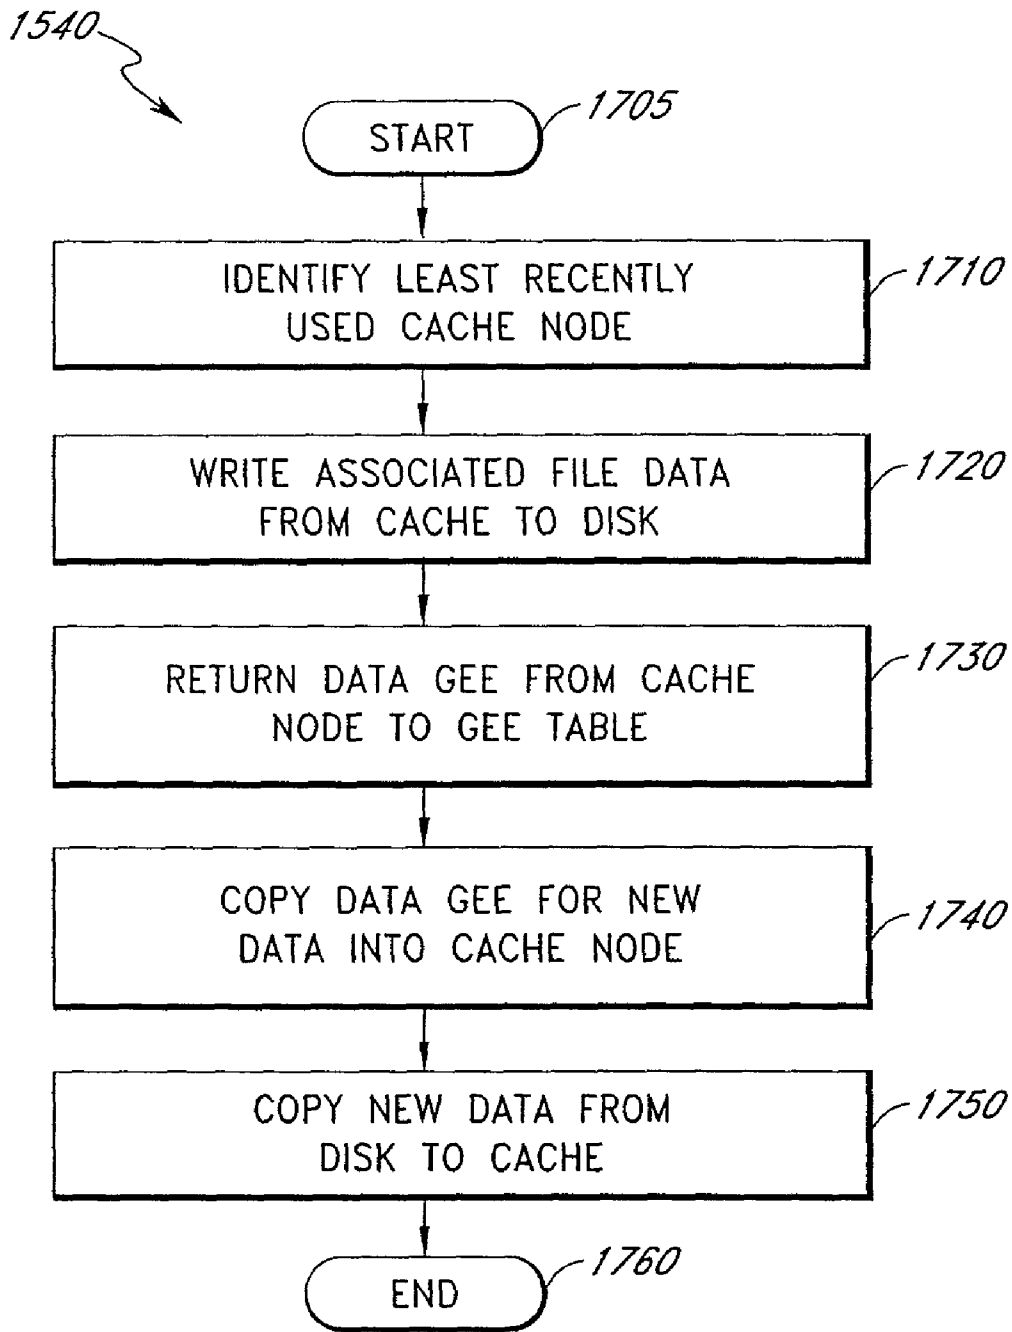 1540
START
1705
IDENTIFY LEAST RECENTLY
USED CACHE NODE
1710
WRITE ASSOCIATED FILE DATA
FROM CACHE TO DISK
1720
RETURN DATA GEE FROM CACHE
NODE TO GEE TABLE
1730
COPY DATA GEE FOR NEW
DATA INTO CACHE NODE
1740
COPY NEW DATA FROM
DISK TO CACHE
1750
END
1760